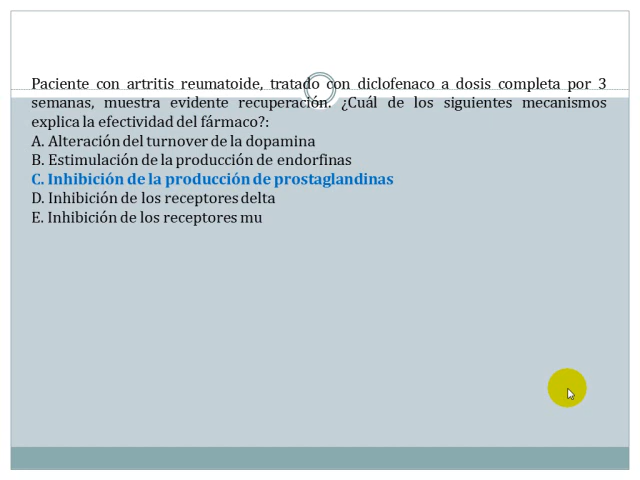 Paciente con artritis reumatoide, tratado con diclofenaco a dosis completa por 3
semanas, muestra evidente recuperación. ¿Cuál de los siguientes mecanismos
explica la efectividad del fármaco?:
A. Alteración del turnover de la dopamina
B. Estimulación de la producción de endorfinas
C. Inhibición de la producción de prostaglandinas
D. Inhibición de los receptores delta
E. Inhibición de los receptores mu